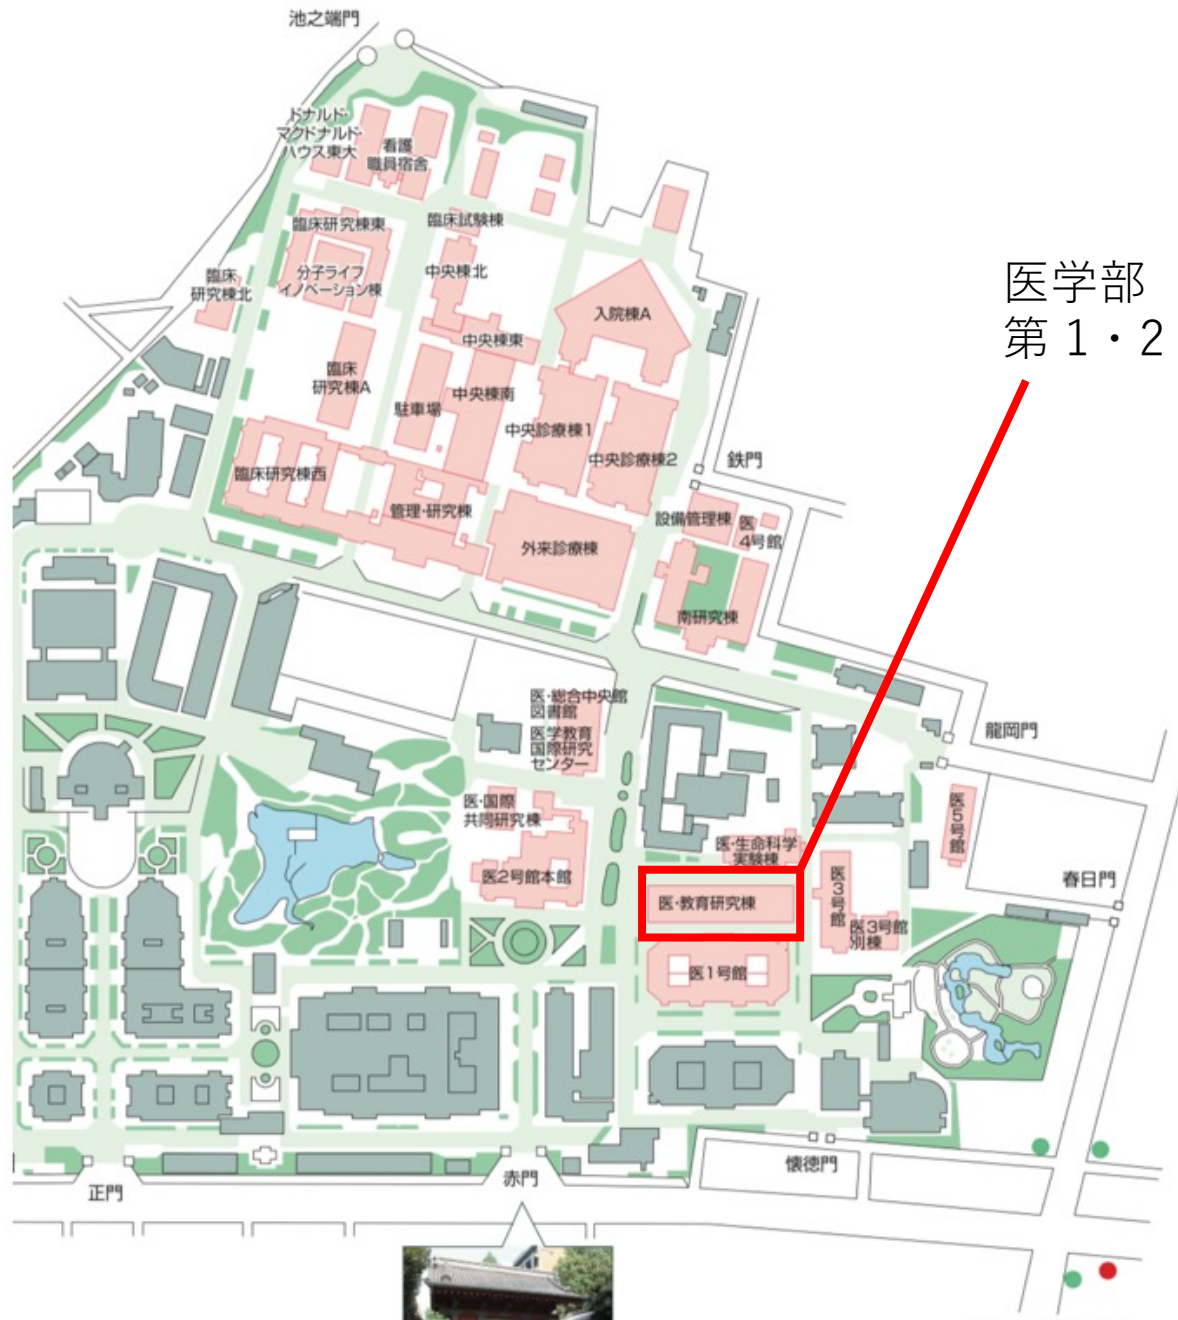 池之端門
ドナルド・
マクドナルド・
ハウス東大
看護
職員宿舎
臨床研究棟東
臨床試験棟
分子ライフ
イノベーション棟
中央棟北
臨床
研究棟北
入院棟A
医学部
第1・2
中央棟東
臨床
研究棟A
駐車場
中央棟南
中央診療棟1
中央診療棟2
鉄門
臨床研究棟西
管理・研究棟
設備管理棟
医
4号館
外来診療棟
南研究棟
医・総合中央館
図書館
医学教育
国際研究
センター
龍岡門
医・国際
共同研究棟
医5号館
医・生命科学
実験棟
医2号館本館
医3号館
春日門
医・教育研究棟
医3号館
別棟
医1号館
懐徳門
赤門
正門